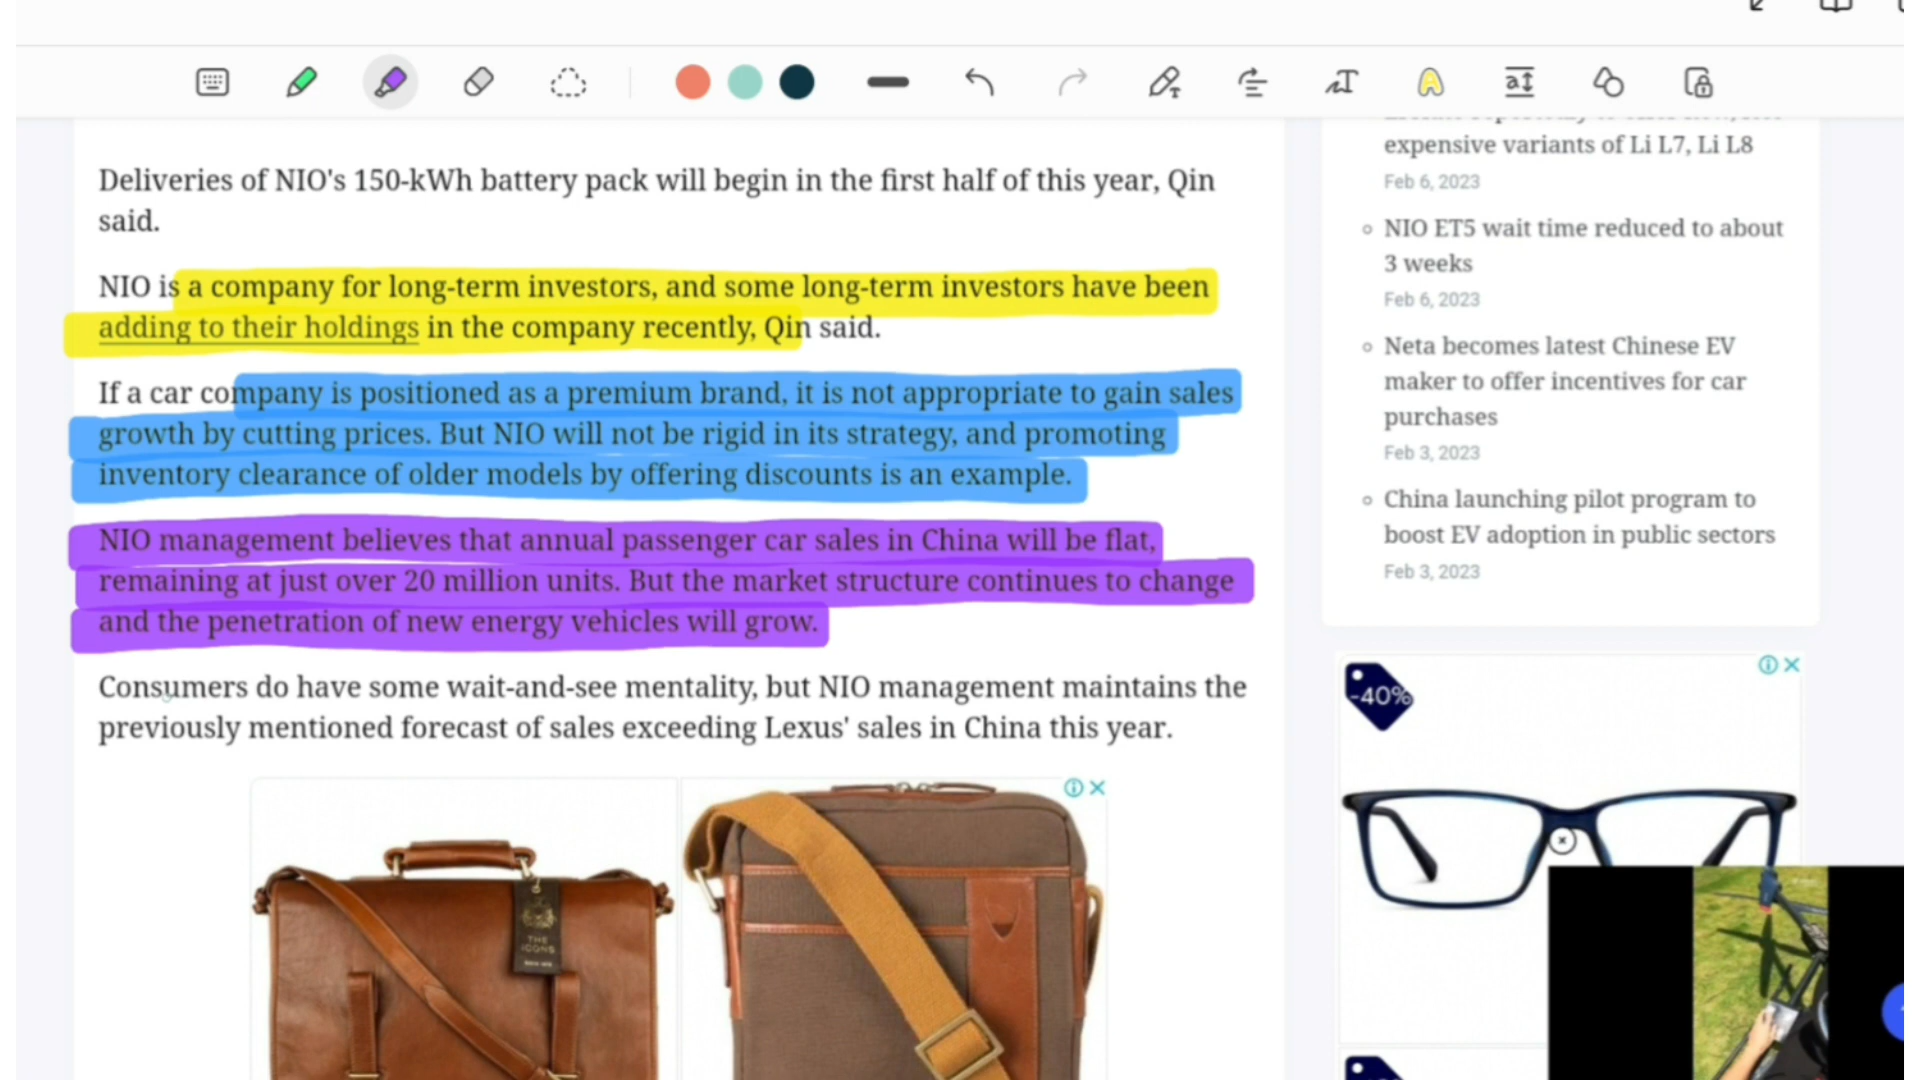 Deliveries of NIO's 150-kWh battery pack will begin in the first half of this year, Qin
said.
NIO is a company for long-term investors, and some long-term investors have been
adding to their holdings in the company recently, Qin said.
If a car company is positioned as a premium brand, it is not appropriate to gain sales
growth by cutting prices. But NIO will not be rigid in its strategy, and promoting
inventory clearance of older models by offering discounts is an example.
NIO management believes that annual passenger car sales in China will be flat,
remaining at just over 20 million units. But the market structure continues to change
and the penetration of new energy vehicles will grow.
Consumers do have some wait-and-see mentality, but NIO management maintains the
previously mentioned forecast of sales exceeding Lexus' sales in China this year.
THE
ICONS
expensive variants of Li L7, Li L8
Feb 6, 2023
NIO ET5 wait time reduced to about
3 weeks
Feb 6, 2023
Neta becomes latest Chinese EV
maker to offer incentives for car
purchases
Feb 3, 2023
China launching pilot program to
boost EV adoption in public sectors
Feb 3, 2023
-40%